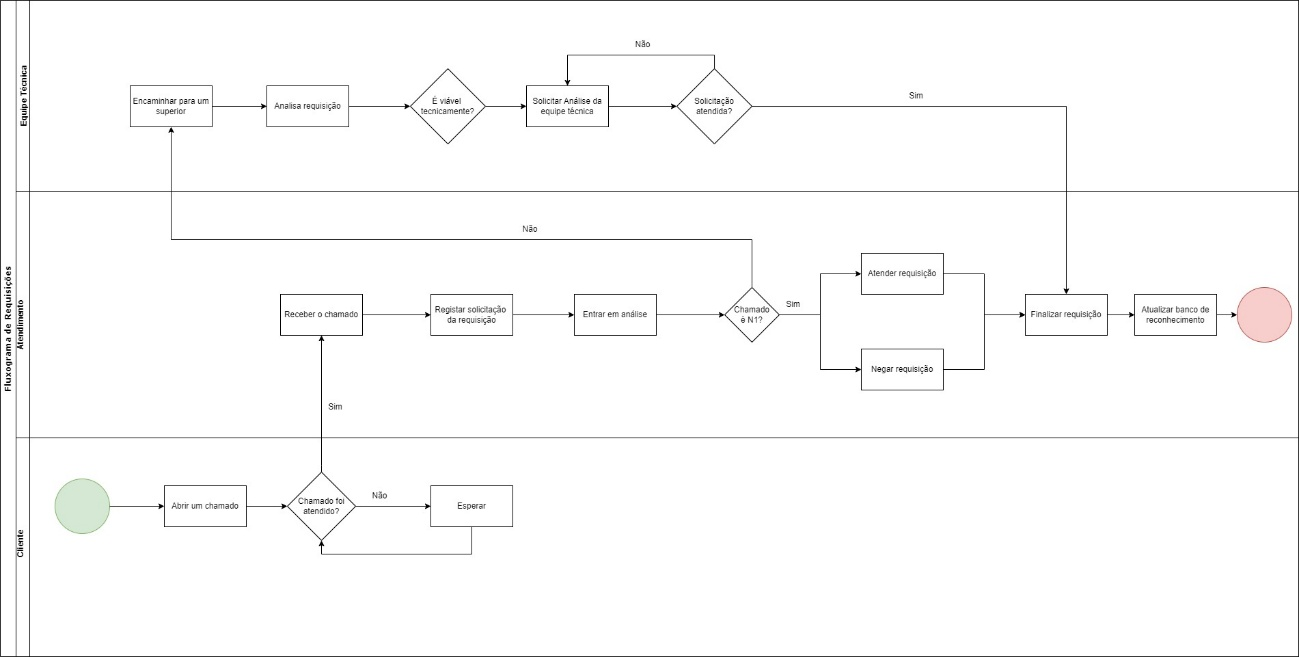 Fluxograma de Requisições
Equipe Técnica
Não
Encaminhar para um
superior
Analisa requisição
É viável
tecnicamente?
Solicitar Análise da
equipe técnica
Solicitação
atendida?
Sim
Atendimento
Não
Receber o chamado
Registar solicitação
da requisição
Entrar em análise
Chamado
é N1?
Sim
Atender requisição
Negar requisição
Finalizar requisição
Atualizar banco de
reconhecimento
Sim
Cliente
Abrir um chamado
Chamado foi
atendido?
Não
Esperar